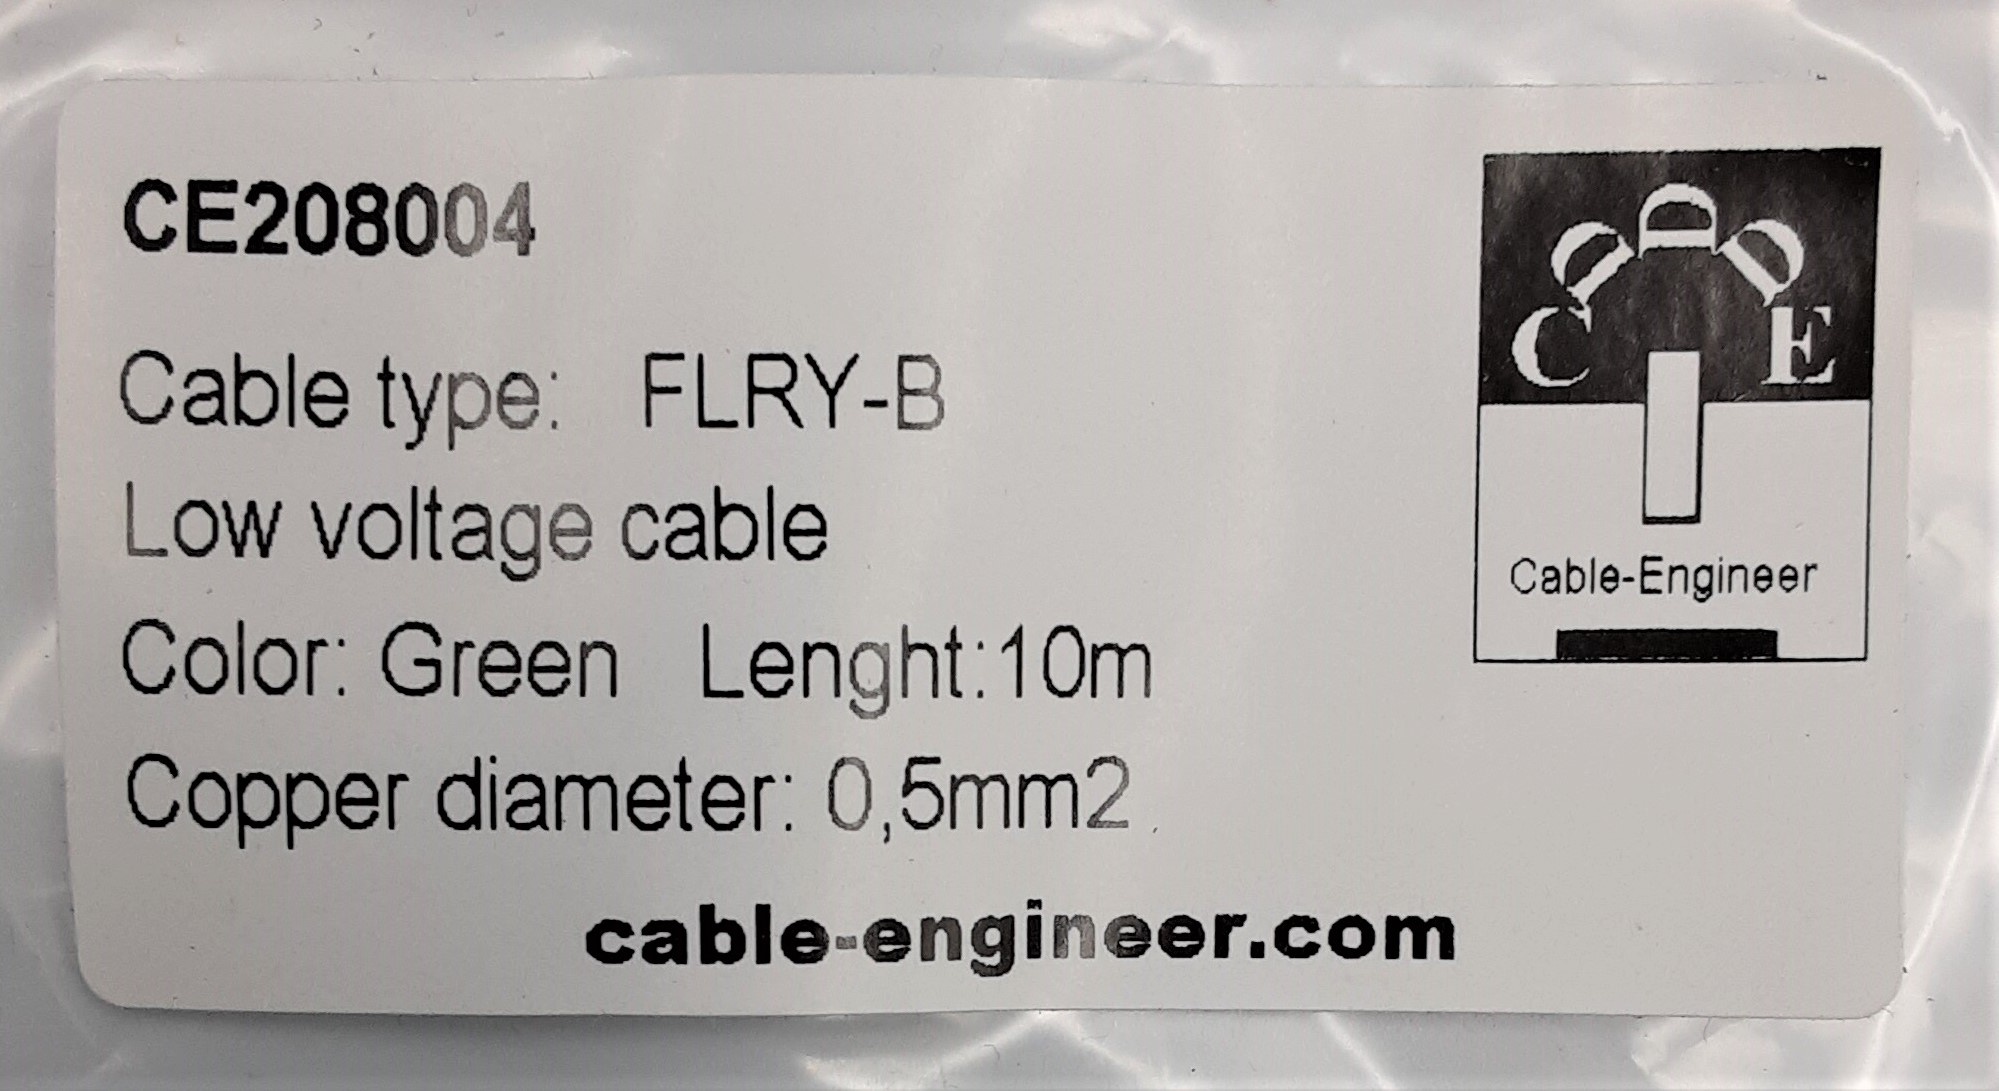 CE208004
Cable type: FLRY-B
Low voltage cable
Color: Green Lenght:10m
Copper diameter: 0,5mm2
cable-engineer.com
C E
Cable-Engineer